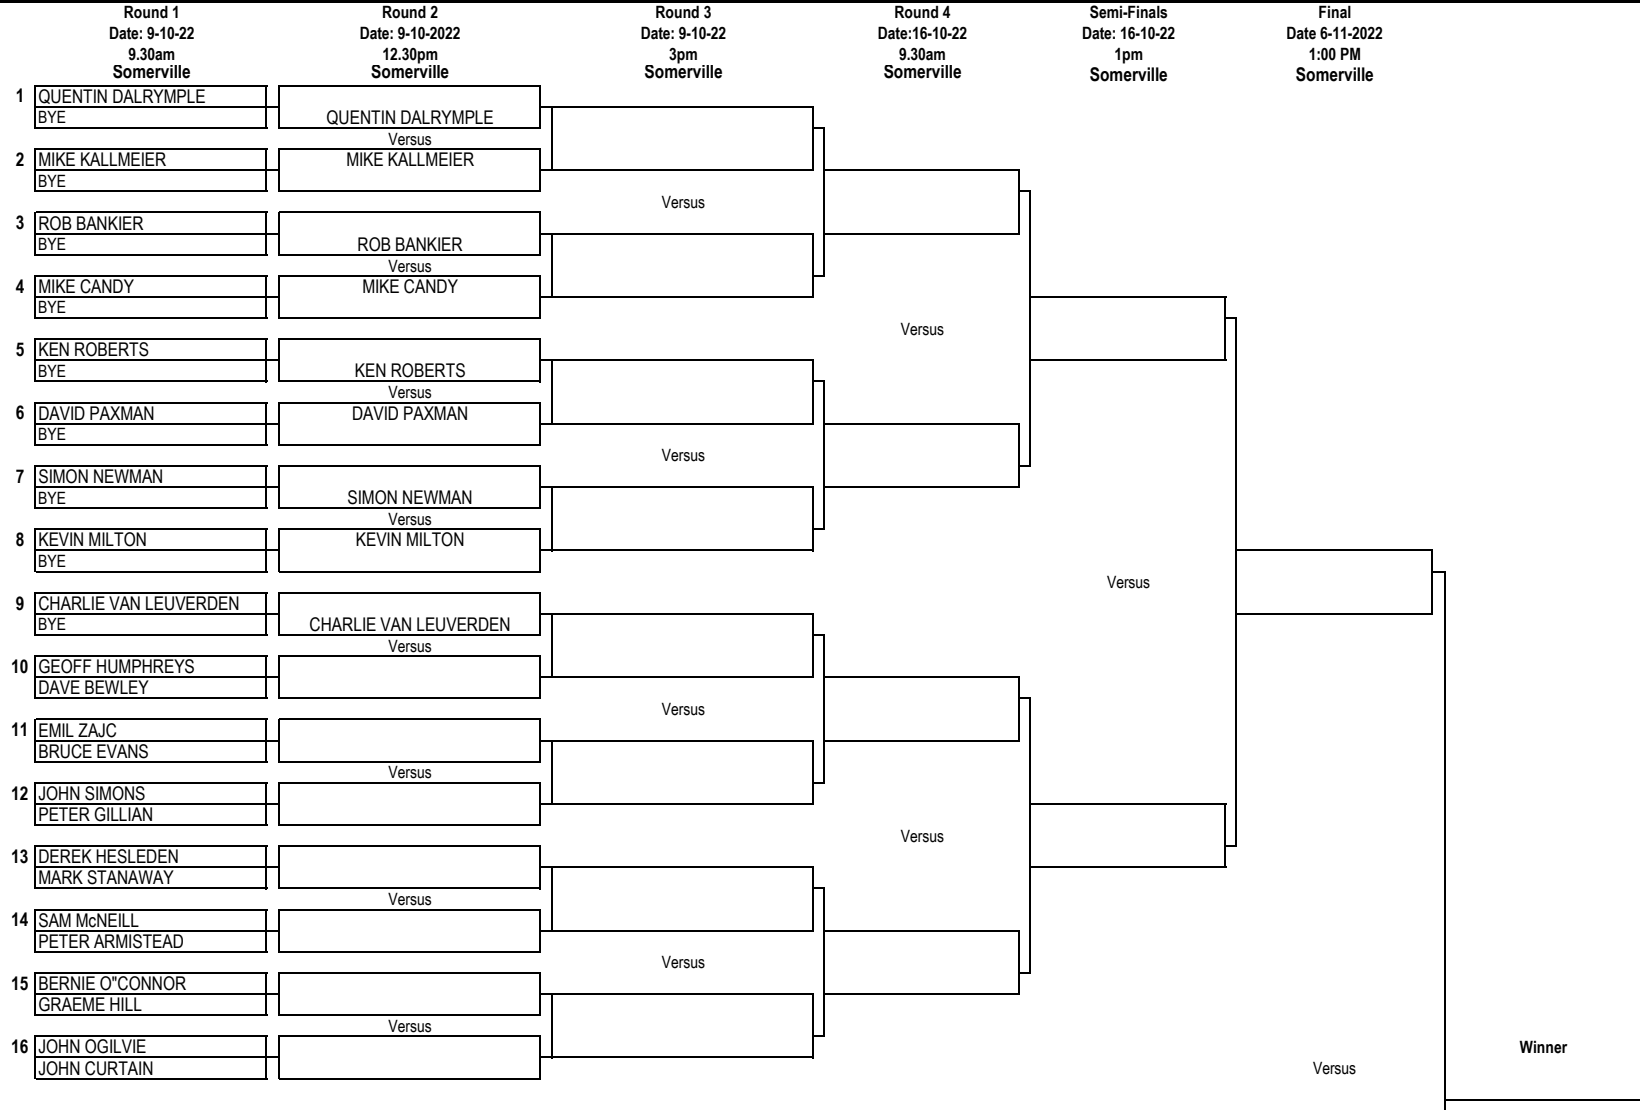 Round 1
Date: 9-10-22
9.30am
Somerville
Round 2
Date: 9-10-2022
12.30pm
Somerville
Round 3
Date: 9-10-22
3pm
Somerville
Round 4
Date:16-10-22
9.30am
Somerville
Semi-Finals
Date: 16-10-22
1pm
Somerville
Final
Date 6-11-2022
1:00 PM
Somerville
1 QUENTIN DALRYMPLE
BYE
QUENTIN DALRYMPLE
Versus
2 MIKE KALLMEIER
MIKE KALLMEIER
BYE
Versus
3 ROB BANKIER
BYE
ROB BANKIER
Versus
4 MIKE CANDY
MIKE CANDY
BYE
Versus
5 KEN ROBERTS
BYE
KEN ROBERTS
Versus
6 DAVID PAXMAN
DAVID PAXMAN
BYE
Versus
7 SIMON NEWMAN
BYE
SIMON NEWMAN
Versus
8 KEVIN MILTON
KEVIN MILTON
BYE
Versus
9 CHARLIE VAN LEUVERDEN
BYE
CHARLIE VAN LEUVERDEN
Versus
10 GEOFF HUMPHREYS
DAVE BEWLEY
Versus
11 EMIL ZAJC
BRUCE EVANS
Versus
12 JOHN SIMONS
PETER GILLIAN
Versus
13 DEREK HESLEDEN
MARK STANAWAY
Versus
14 SAM McNEILL
PETER ARMISTEAD
Versus
15 BERNIE O"CONNOR
GRAEME HILL
Versus
16 JOHN OGILVIE
JOHN CURTAIN
Winner
Versus